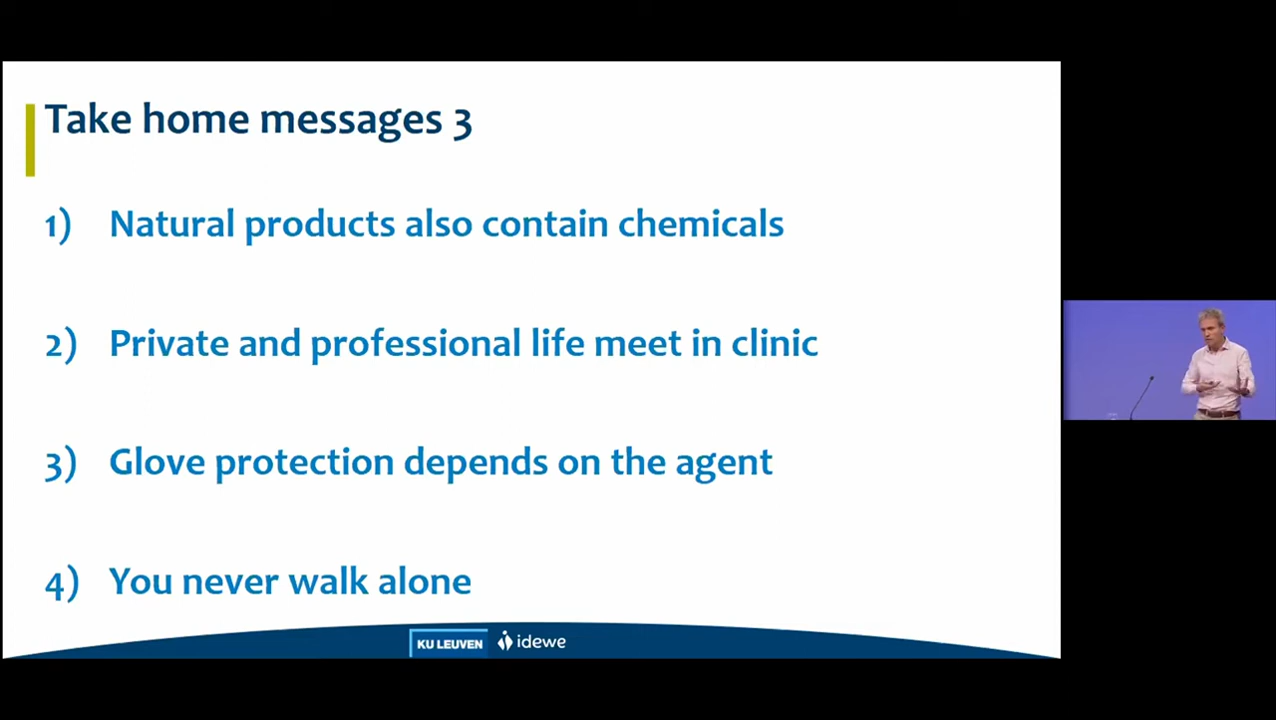 Take home messages 3
1) Natural products also contain chemicals
2) Private and professional life meet in clinic
3) Glove protection depends on the agent
4) You never walk alone
KU LEUVEN idewe